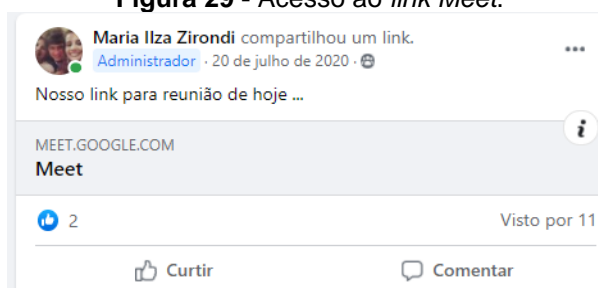 Figura 29 - Acesso ao link Meet.
Maria Ilza Zirondi compartilhou um link.
Administrador · 20 de julho de 2020 ·
Nosso link para reunião de hoje ...
MEET.GOOGLE.COM
Meet
i
2
Visto por 11
Curtir
Comentar